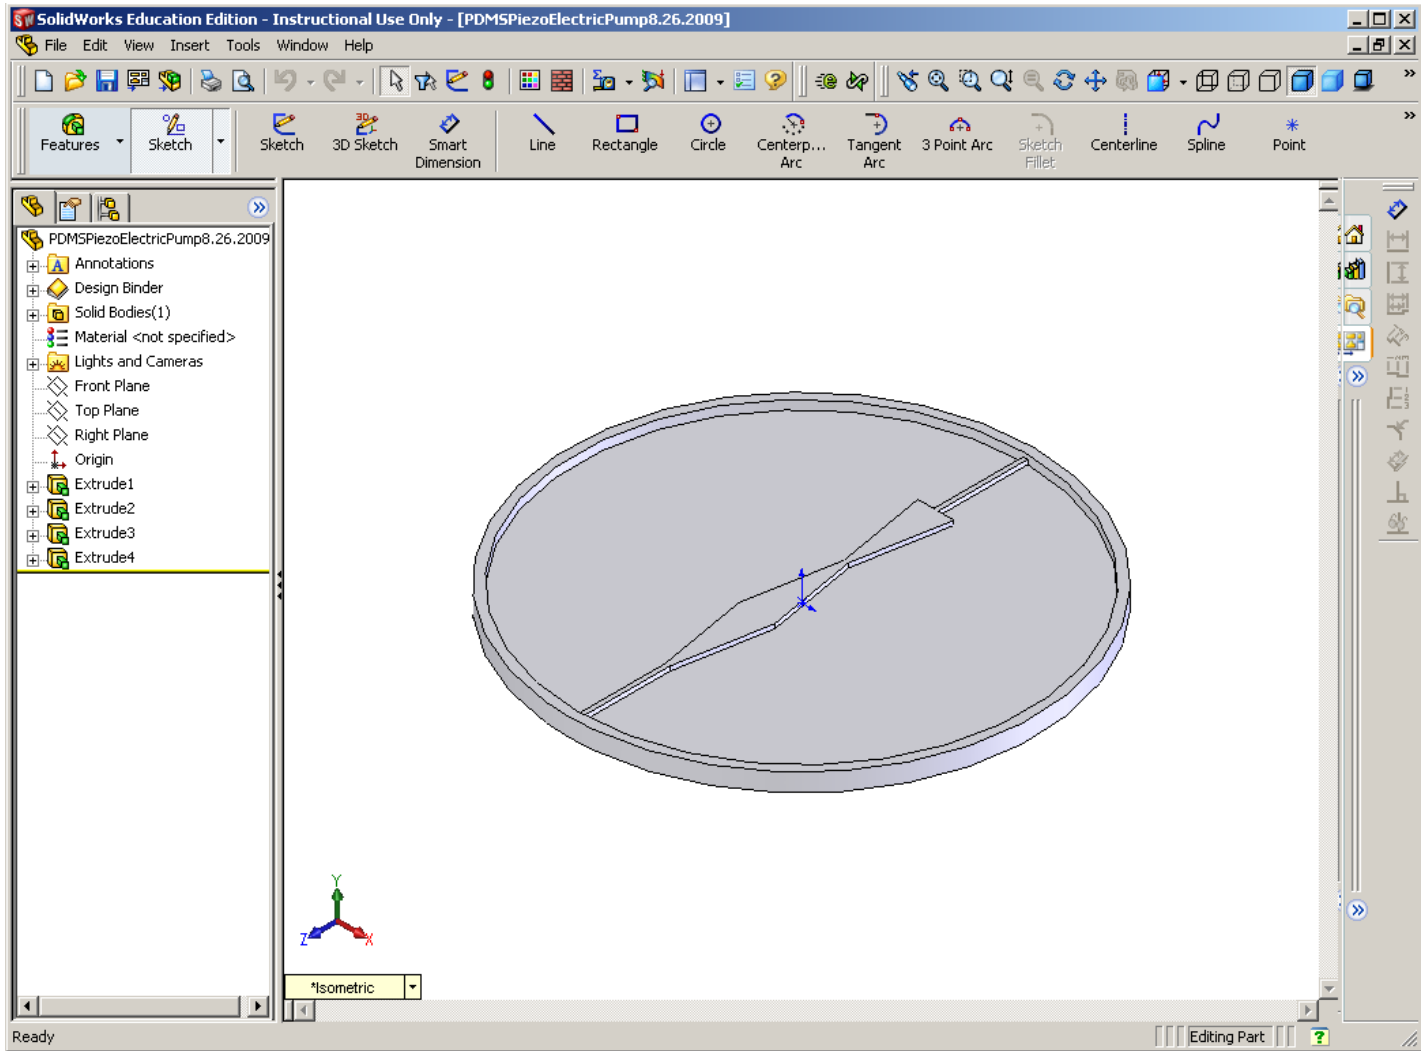 SolidWorks Education Edition - Instructional Use Only - [PDMSPiezoElectricPump8.26.2009]
File Edit View Insert Tools Window Help
Features Sketch Sketch 3D Sketch Smart Dimension Line Rectangle Circle Centerp... Arc Tangent Arc 3 Point Arc Sketch Fillet Centerline Spline Point
PDMSPiezoElectricPump8.26.2009
Annotations
Design Binder
Solid Bodies(1)
Material <not specified>
Lights and Cameras
Front Plane
Top Plane
Right Plane
Origin
Extrude1
Extrude2
Extrude3
Extrude4
Y
Z X
*Isometric
Ready Editing Part